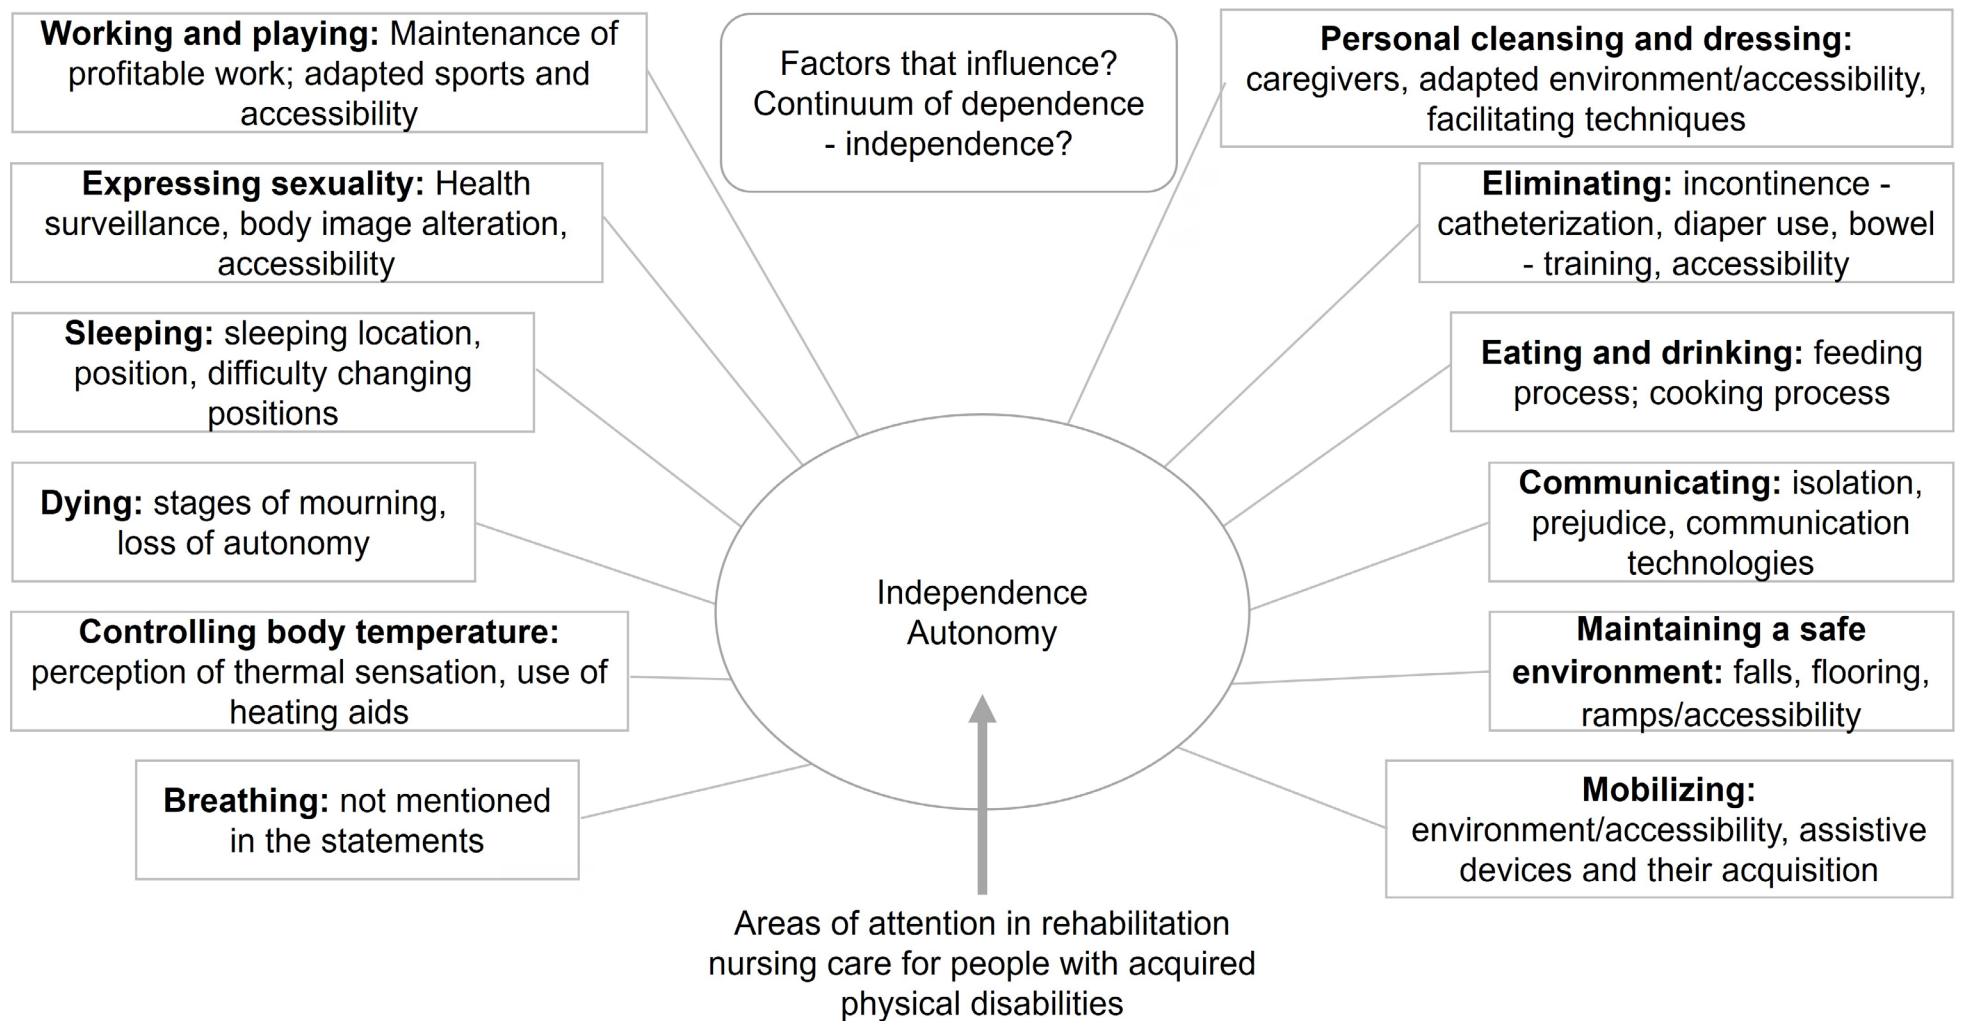 Working and playing: Maintenance of
profitable work; adapted sports and
accessibility
Expressing sexuality: Health
surveillance, body image alteration,
accessibility
Sleeping: sleeping location,
position, difficulty changing
positions
Dying: stages of mourning,
loss of autonomy
Controlling body temperature:
perception of thermal sensation, use of
heating aids
Breathing: not mentioned
in the statements
Factors that influence?
Continuum of dependence
- independence?
Independence
Autonomy
Areas of attention in rehabilitation
nursing care for people with acquired
physical disabilities
Personal cleansing and dressing:
caregivers, adapted environment/accessibility,
facilitating techniques
Eliminating: incontinence -
catheterization, diaper use, bowel
- training, accessibility
Eating and drinking: feeding
process; cooking process
Communicating: isolation,
prejudice, communication
technologies
Maintaining a safe
environment: falls, flooring,
ramps/accessibility
Mobilizing:
environment/accessibility, assistive
devices and their acquisition